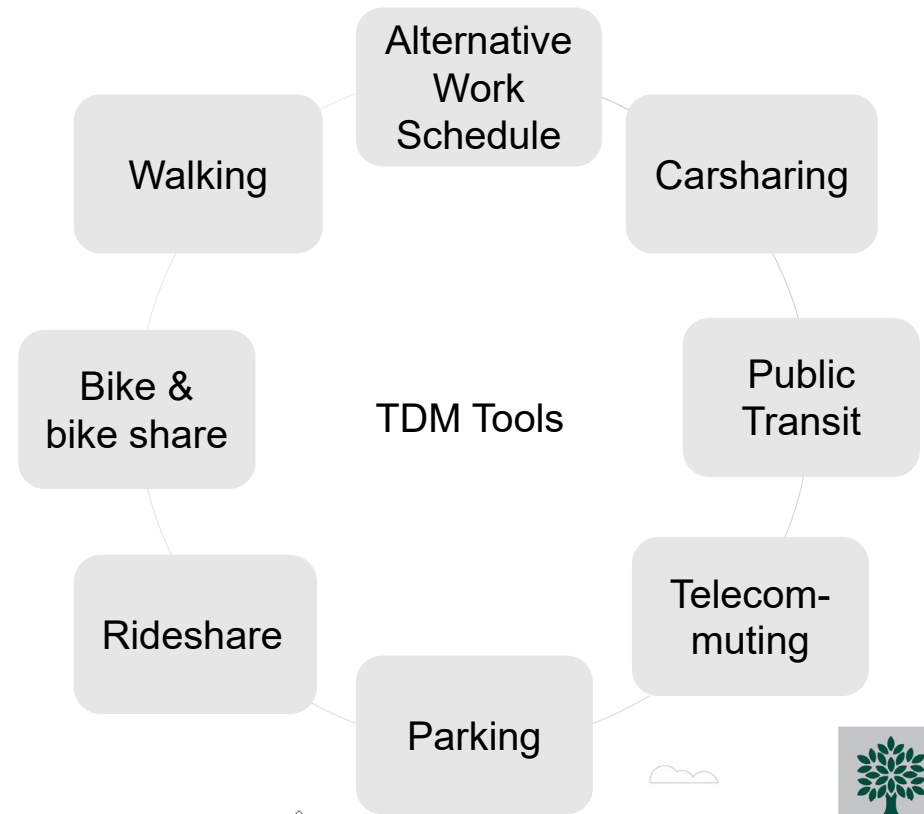 Alternative
Work
Schedule
Carsharing
Public
Transit
Telecom-
muting
Parking
Rideshare
Bike &
bike share
Walking
TDM Tools